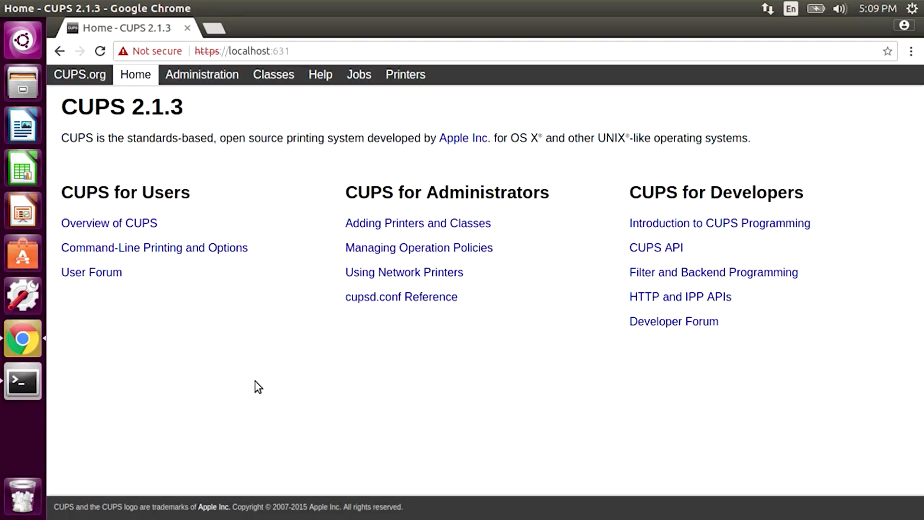 Home - CUPS 2.1.3 - Google Chrome
En
5:09 PM
Home - CUPS 2.1.3
Not secure https://localhost:631
CUPS.org Home Administration Classes Help Jobs Printers
CUPS 2.1.3
CUPS is the standards-based, open source printing system developed by Apple Inc. for OS X® and other UNIX®-like operating systems.
CUPS for Users
Overview of CUPS
Command-Line Printing and Options
User Forum
CUPS for Administrators
Adding Printers and Classes
Managing Operation Policies
Using Network Printers
cupsd.conf Reference
CUPS for Developers
Introduction to CUPS Programming
CUPS API
Filter and Backend Programming
HTTP and IPP APIs
Developer Forum
CUPS and the CUPS logo are trademarks of Apple Inc. Copyright © 2007-2015 Apple Inc. All rights reserved.